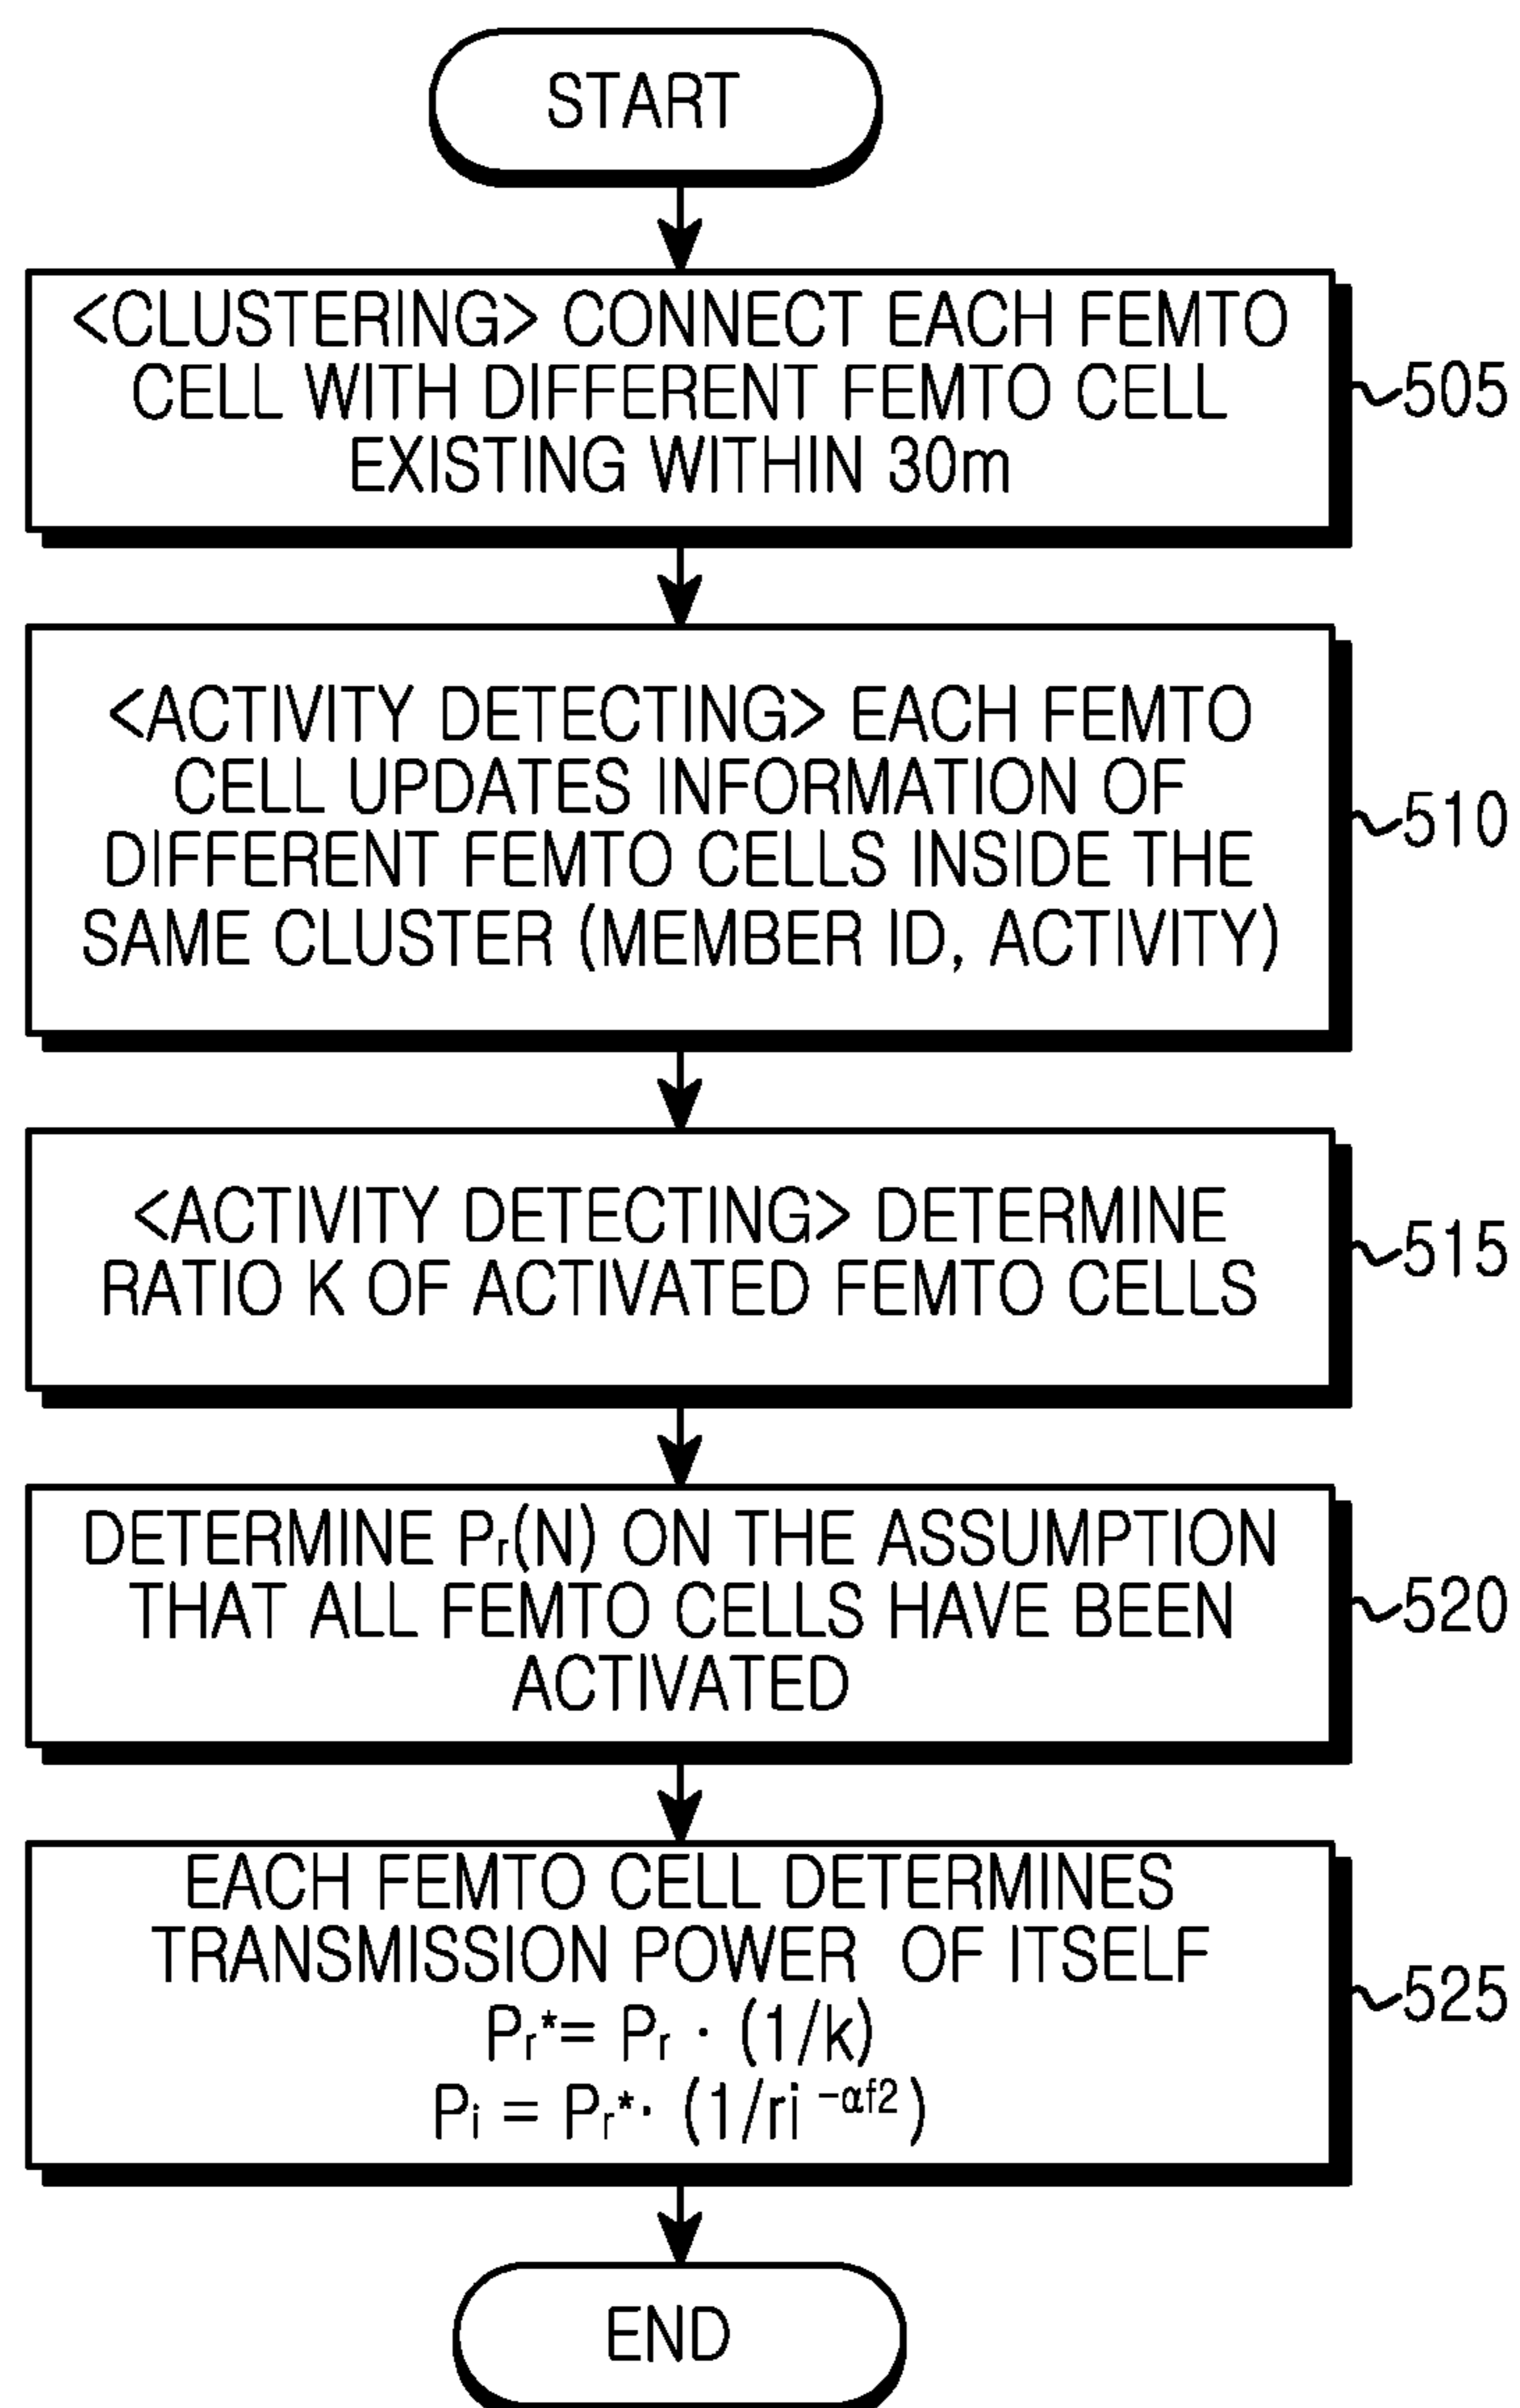 START
<CLUSTERING> CONNECT EACH FEMTO
CELL WITH DIFFERENT FEMTO CELL
EXISTING WITHIN 30m
505
<ACTIVITY DETECTING> EACH FEMTO
CELL UPDATES INFORMATION OF
DIFFERENT FEMTO CELLS INSIDE THE
SAME CLUSTER (MEMBER ID, ACTIVITY)
510
<ACTIVITY DETECTING> DETERMINE
RATIO K OF ACTIVATED FEMTO CELLS
515
DETERMINE Pr(N) ON THE ASSUMPTION
THAT ALL FEMTO CELLS HAVE BEEN
ACTIVATED
520
EACH FEMTO CELL DETERMINES
TRANSMISSION POWER OF ITSELF
Pr*= Pr · (1/k)
Pi = Pr*· (1/ri^-αf2)
525
END